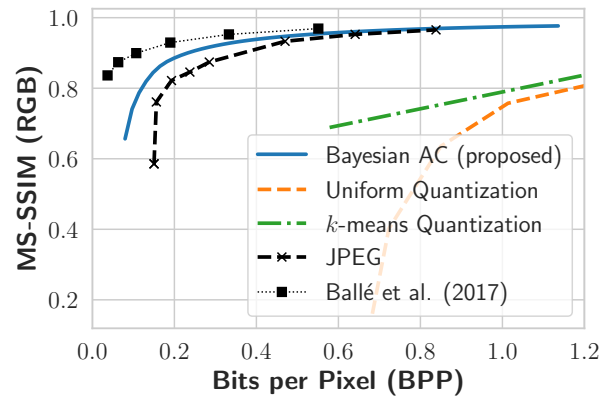 MS-SSIM (RGB)
1.0
0.8
0.6
0.4
0.2
Bayesian AC (proposed)
Uniform Quantization
k-means Quantization
JPEG
Ballé et al. (2017)
0.0 0.2 0.4 0.6 0.8 1.0 1.2
Bits per Pixel (BPP)